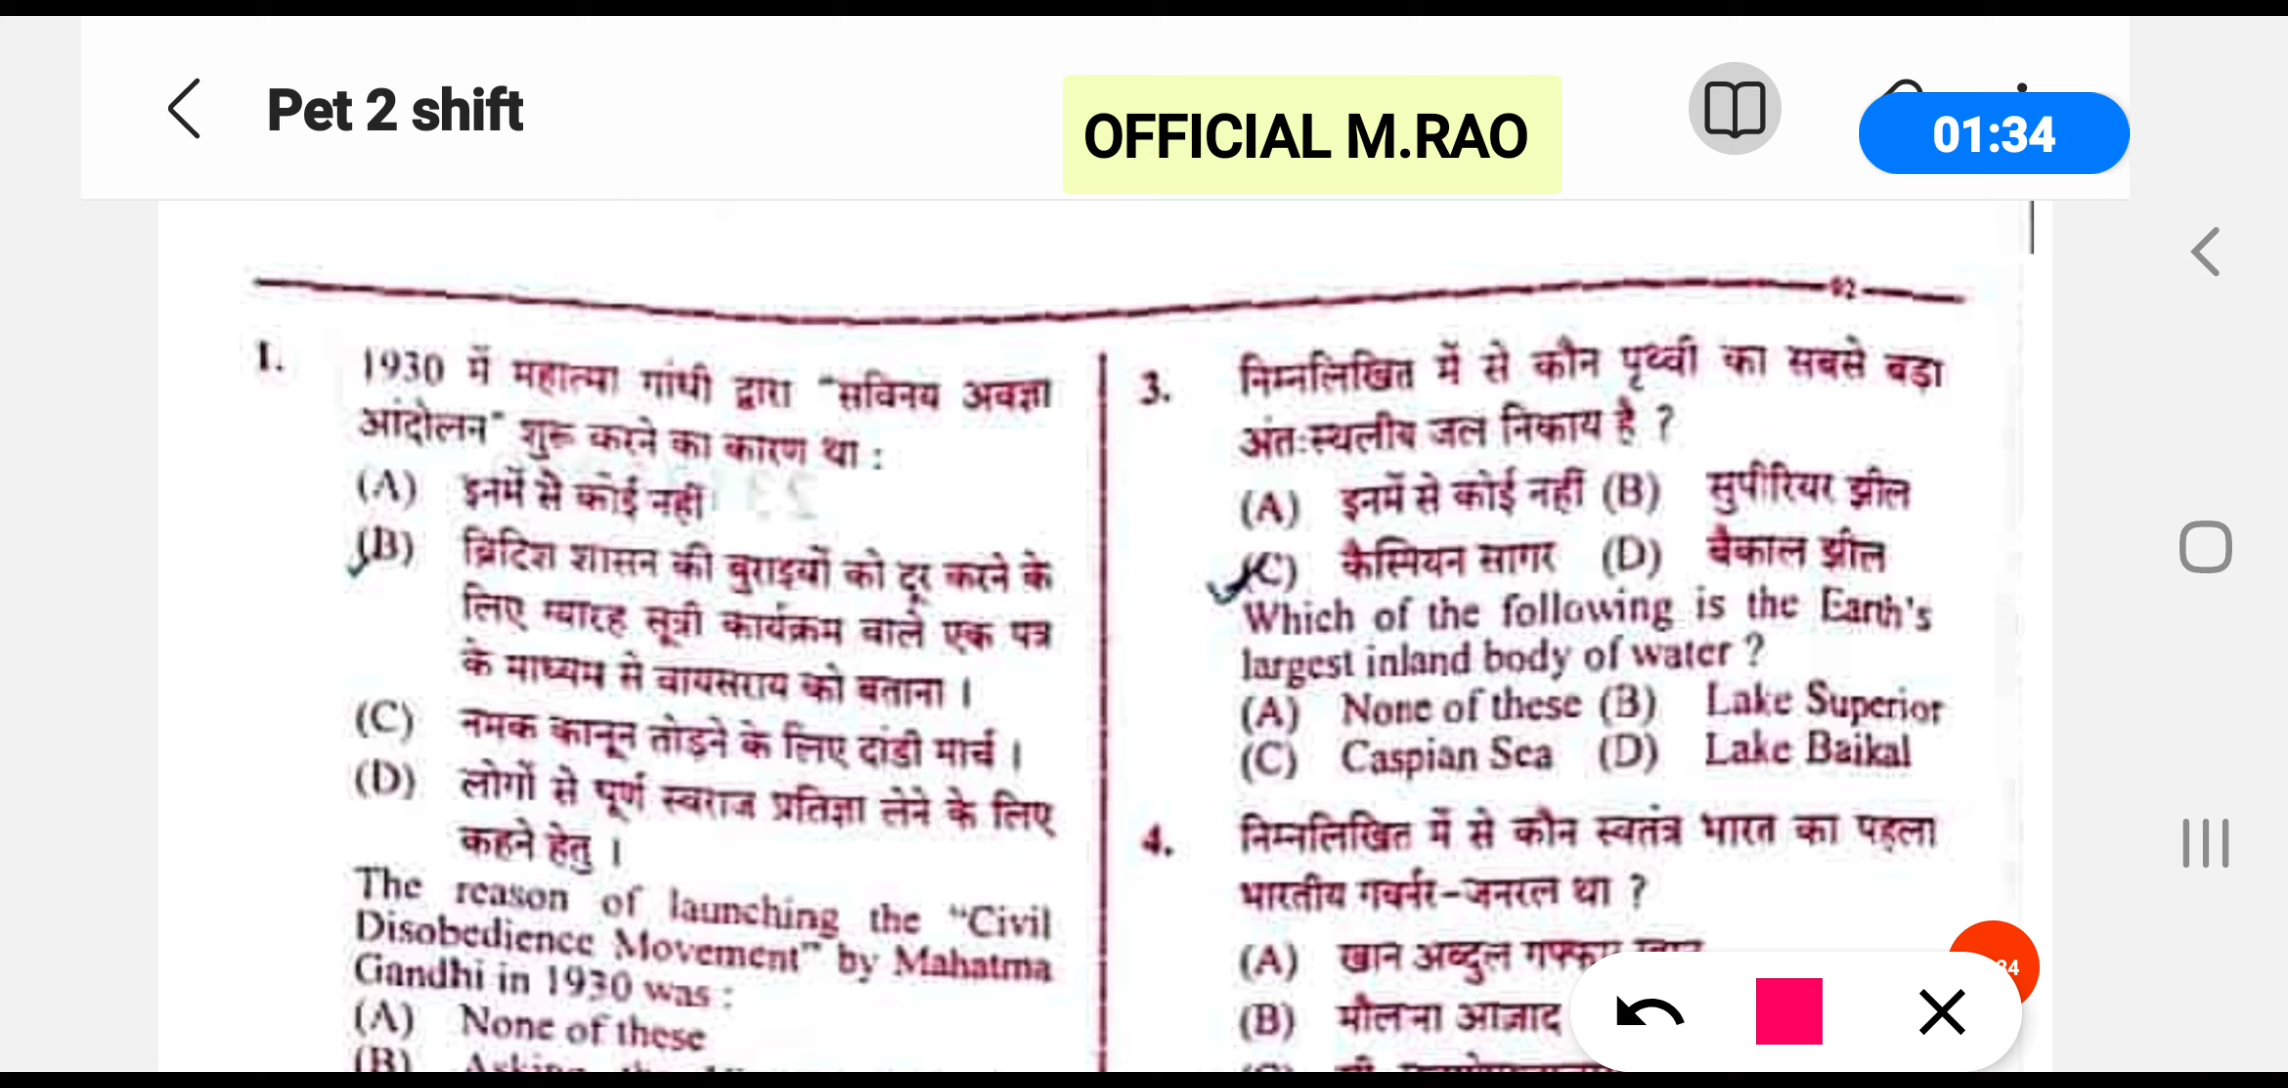 Pet 2 shift
OFFICIAL M.RAO
01:34
02
1. 1930 में महात्मा गांधी द्वारा "सविनय अवज्ञा
आंदोलन" शुरू करने का कारण था :
(A) इनमें से कोई नहीं
(B) ब्रिटिश शासन की बुराइयों को दूर करने के
लिए ग्यारह सूत्री कार्यक्रम वाले एक पत्र
के माध्यम से वायसराय को बताना ।
(C) नमक कानून तोड़ने के लिए दांडी मार्च ।
(D) लोगों से पूर्ण स्वराज प्रतिज्ञा लेने के लिए
कहने हेतु ।
The reason of launching the "Civil
Disobedience Movement" by Mahatma
Gandhi in 1930 was :
(A) None of these
(B)
3. निम्नलिखित में से कौन पृथ्वी का सबसे बड़ा
अंतःस्थलीय जल निकाय है ?
(A) इनमें से कोई नहीं (B) सुपीरियर झील
(C) कैस्पियन सागर (D) बैकाल झील
Which of the following is the Earth's
largest inland body of water ?
(A) None of these (B) Lake Superior
(C) Caspian Sea (D) Lake Baikal
4. निम्नलिखित में से कौन स्वतंत्र भारत का पहला
भारतीय गवर्नर-जनरल था ?
(A) खान अब्दुल गफ्फार खान
(B) मौलाना आज़ाद